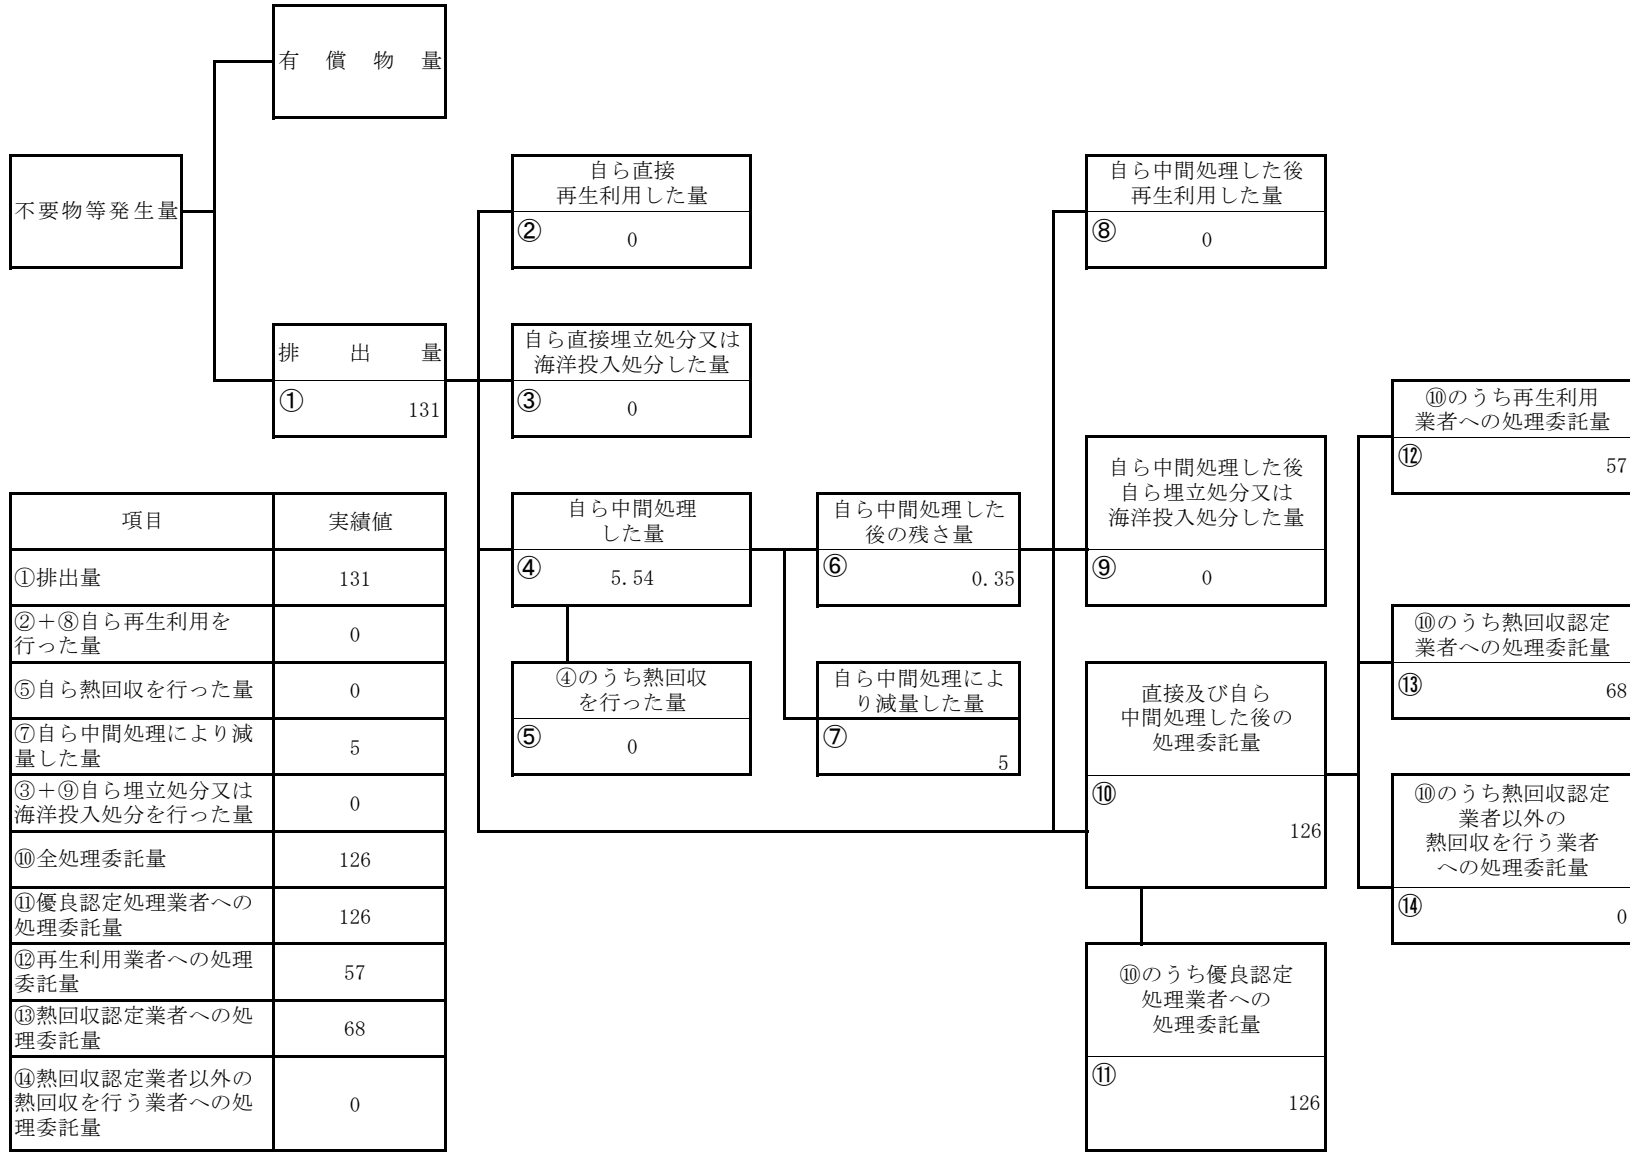 有償物量
不要物等発生量
排出量
① 131
自ら直接
再生利用した量
② 0
自ら直接埋立処分又は
海洋投入処分した量
③ 0
自ら中間処理
した量
④ 5.54
④のうち熱回収
を行った量
⑤ 0
自ら中間処理した
後の残さ量
⑥ 0.35
自ら中間処理によ
り減量した量
⑦ 5
自ら中間処理した後
再生利用した量
⑧ 0
自ら中間処理した後
自ら埋立処分又は
海洋投入処分した量
⑨ 0
直接及び自ら
中間処理した後の
処理委託量
⑩ 126
⑩のうち優良認定
処理業者への
処理委託量
⑪ 126
⑩のうち再生利用
業者への処理委託量
⑫ 57
⑩のうち熱回収認定
業者への処理委託量
⑬ 68
⑩のうち熱回収認定
業者以外の
熱回収を行う業者
への処理委託量
⑭ 0
項目 実績値
①排出量 131
②＋⑧自ら再生利用を
行った量 0
⑤自ら熱回収を行った量 0
⑦自ら中間処理により減
量した量 5
③＋⑨自ら埋立処分又は
海洋投入処分を行った量 0
⑩全処理委託量 126
⑪優良認定処理業者への
処理委託量 126
⑫再生利用業者への処理
委託量 57
⑬熱回収認定業者への処
理委託量 68
⑭熱回収認定業者以外の
熱回収を行う業者への処
理委託量 0